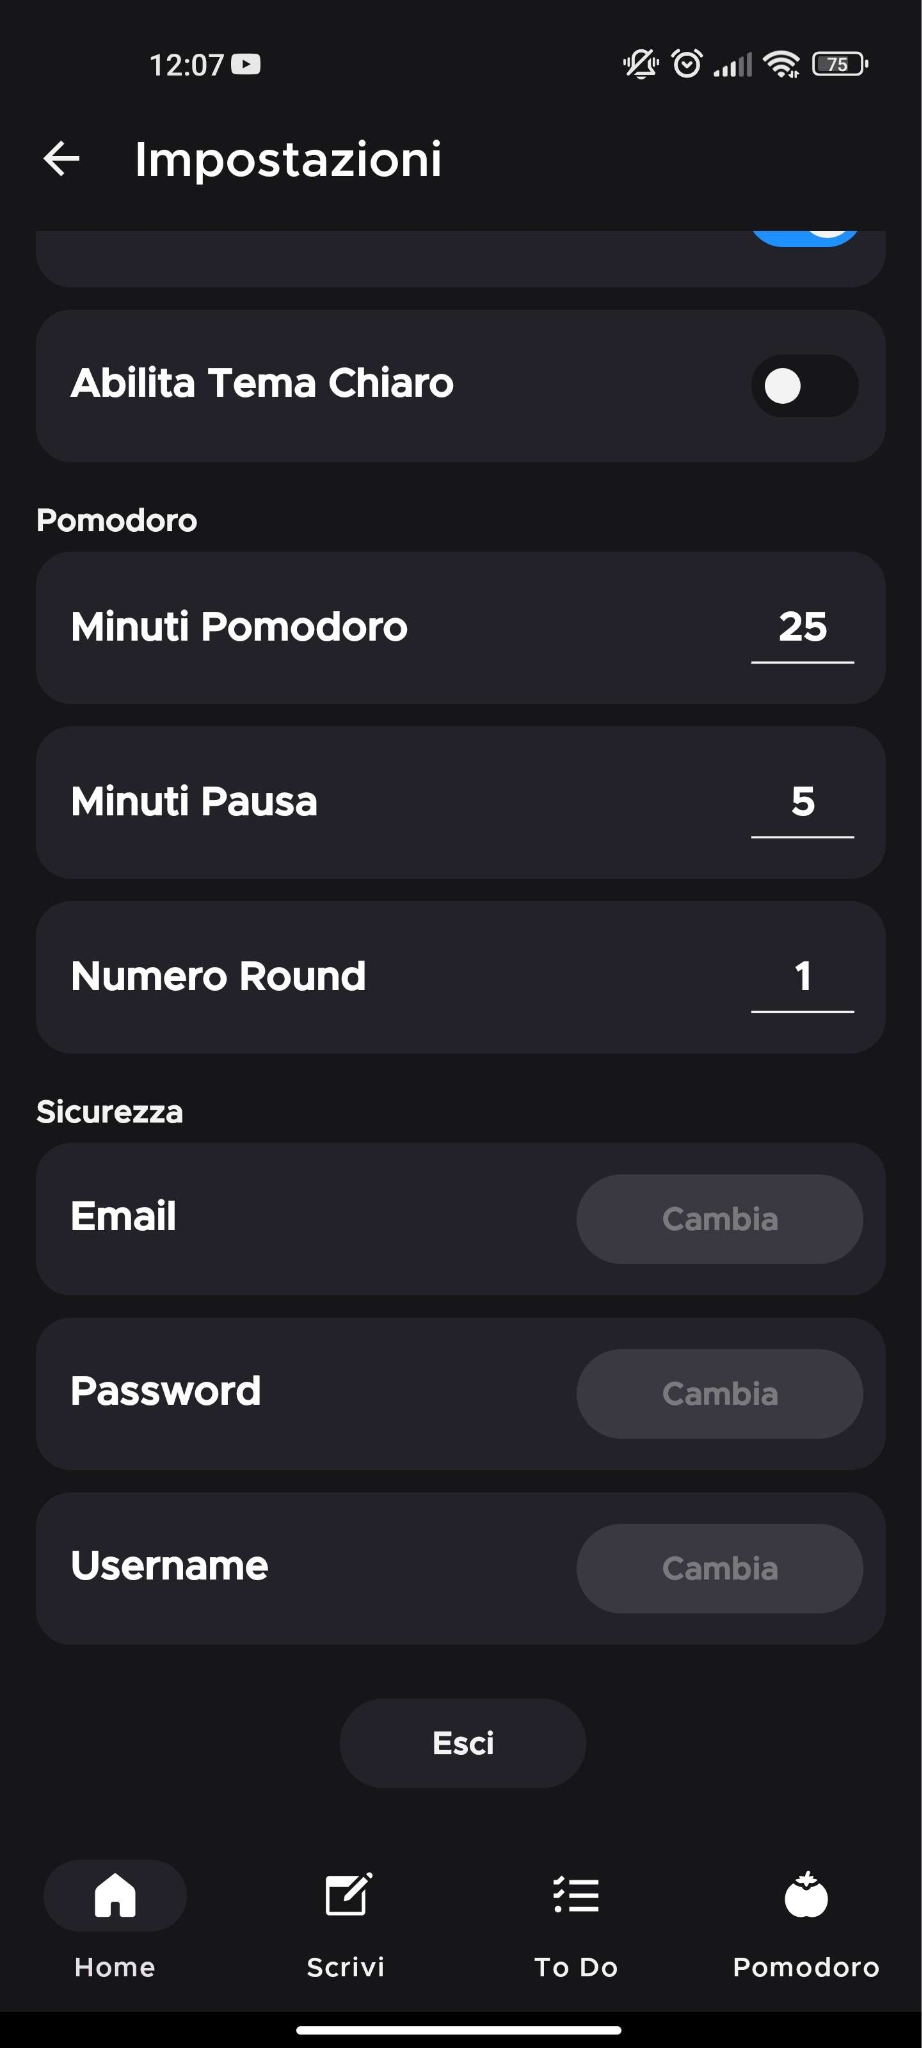 12:07
75
Impostazioni
Abilita Tema Chiaro
Pomodoro
Minuti Pomodoro 25
Minuti Pausa 5
Numero Round 1
Sicurezza
Email Cambia
Password Cambia
Username Cambia
Esci
Home Scrivi To Do Pomodoro